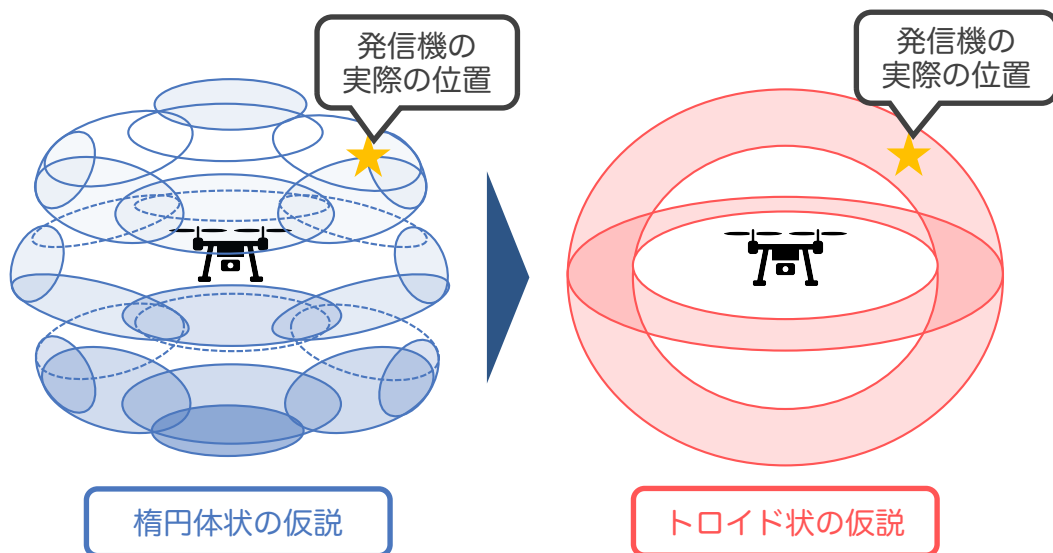 発信機の
実際の位置
発信機の
実際の位置
楕円体状の仮説
トロイド状の仮説